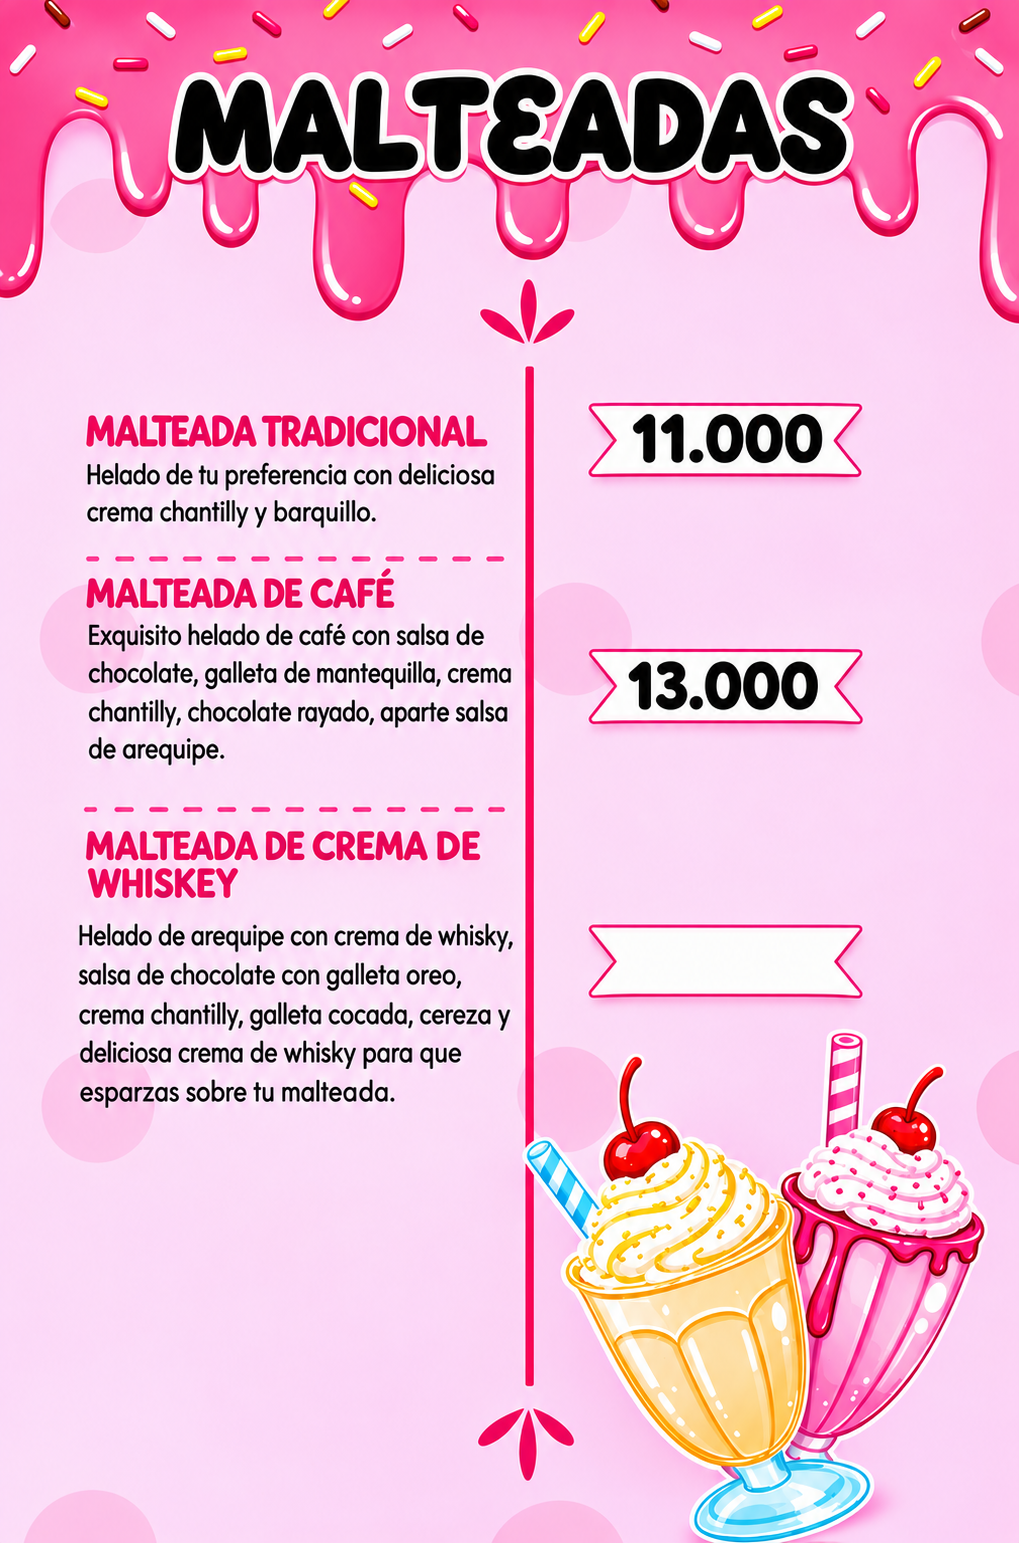 MALTEADAS
MALTEADA TRADICIONAL
11.000
Helado de tu preferencia con deliciosa
crema chantilly y barquillo.
MALTEADA DE CAFÉ
Exquisito helado de café con salsa de
chocolate, galleta de mantequilla, crema
13.000
chantilly, chocolate rayado, aparte salsa
de arequipe.
MALTEADA DE CREMA DE
WHISKEY
Helado de arequipe con crema de whisky,
salsa de chocolate con galleta oreo,
crema chantilly, galleta cocada, cereza y
deliciosa crema de whisky para que
esparzas sobre tu malteada.